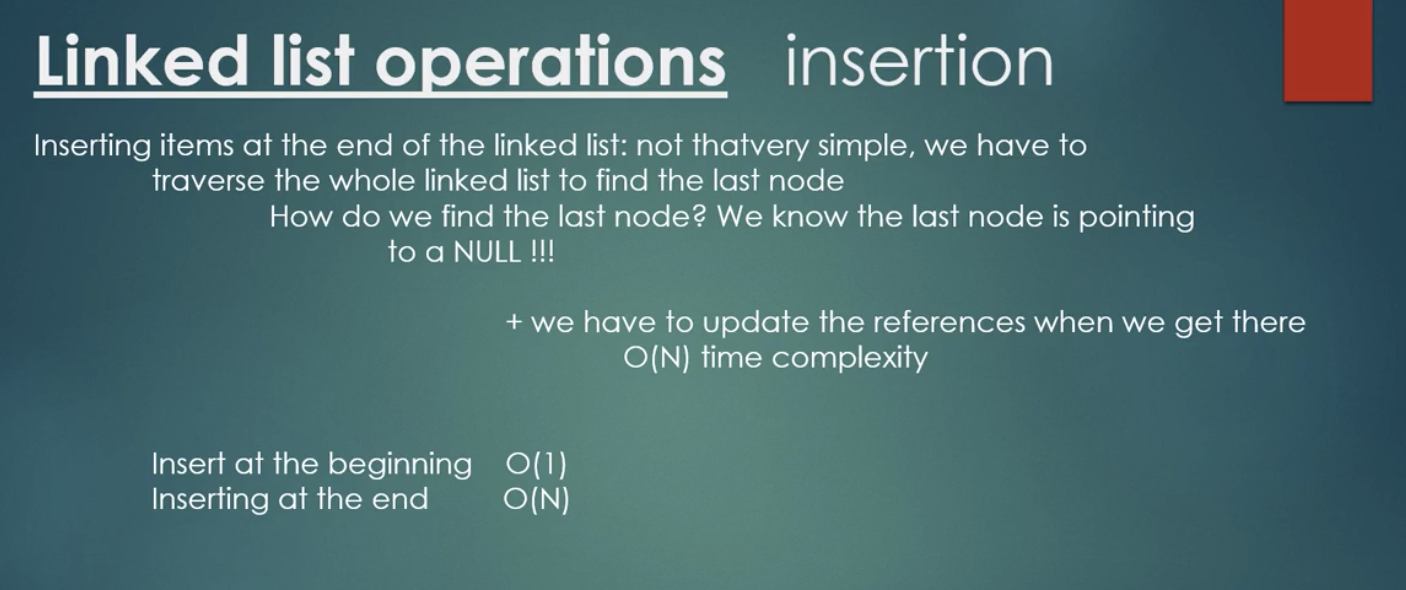 Linked list operations insertion
Inserting items at the end of the linked list: not thatvery simple, we have to
traverse the whole linked list to find the last node
How do we find the last node? We know the last node is pointing
to a NULL !!!
+ we have to update the references when we get there
O(N) time complexity
Insert at the beginning O(1)
Inserting at the end O(N)